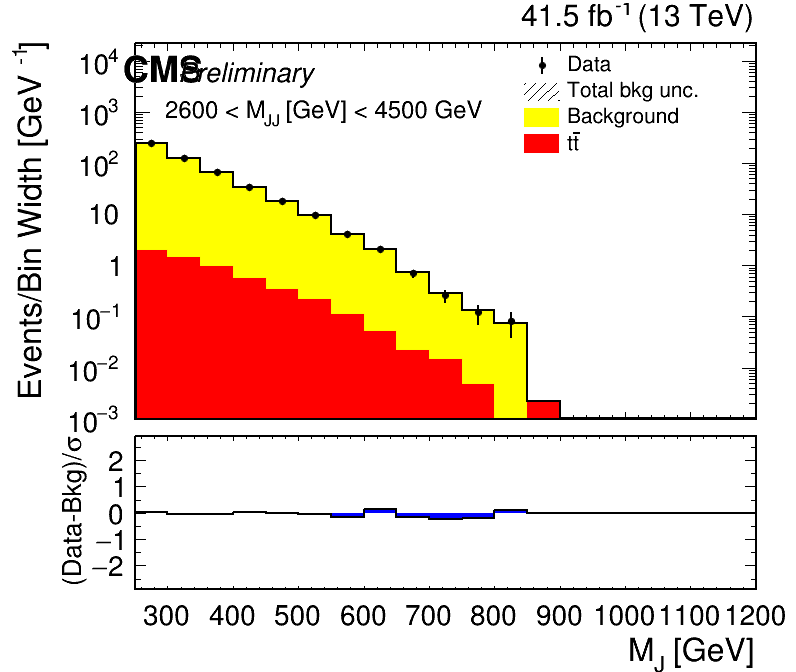 41.5 fb⁻¹ (13 TeV)
CMS Preliminary
2600 < M_JJ [GeV] < 4500 GeV
Data
Total bkg unc.
Background
tt̄
Events/Bin Width [GeV⁻¹]
10⁴
10³
10²
10
1
10⁻¹
10⁻²
10⁻³
(Data-Bkg)/σ
2
1
0
−1
−2
300 400 500 600 700 800 900 1000 1100 1200
M_J [GeV]